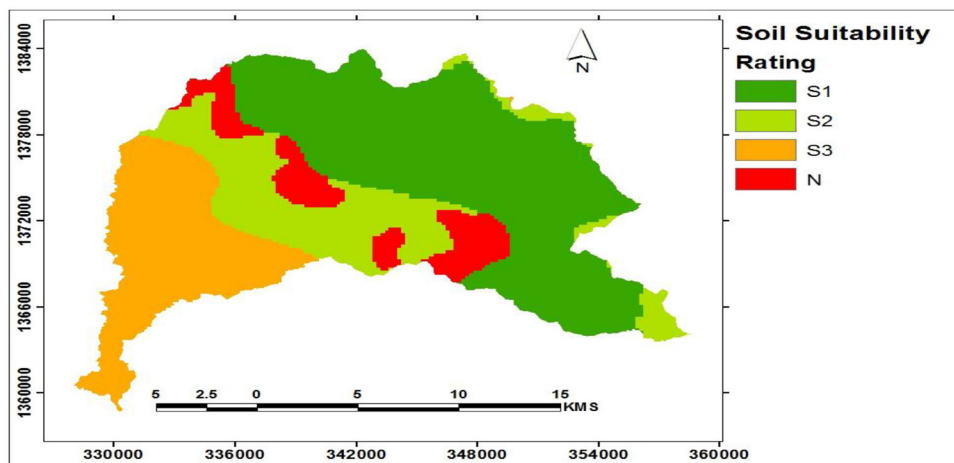 Soil Suitability
Rating
S1
S2
S3
N
N
1384000
1378000
1372000
1366000
1360000
5 2.5 0 5 10 15
KMS
330000 336000 342000 348000 354000 360000